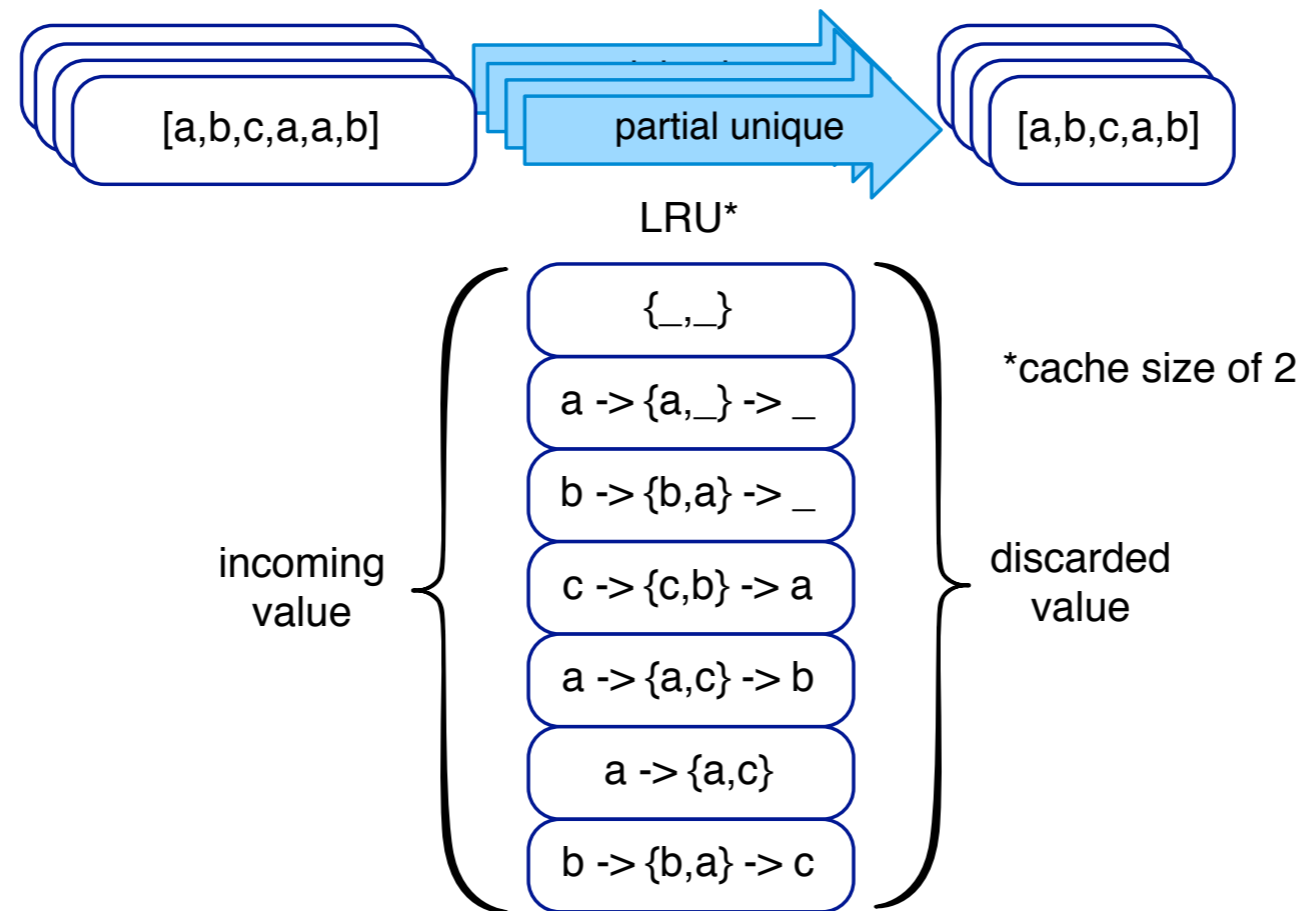 [a,b,c,a,a,b]
partial unique
[a,b,c,a,b]
LRU*
{_,_}
*cache size of 2
a -> {a,_} -> _
b -> {b,a} -> _
incoming
value
c -> {c,b} -> a
discarded
value
a -> {a,c} -> b
a -> {a,c}
b -> {b,a} -> c